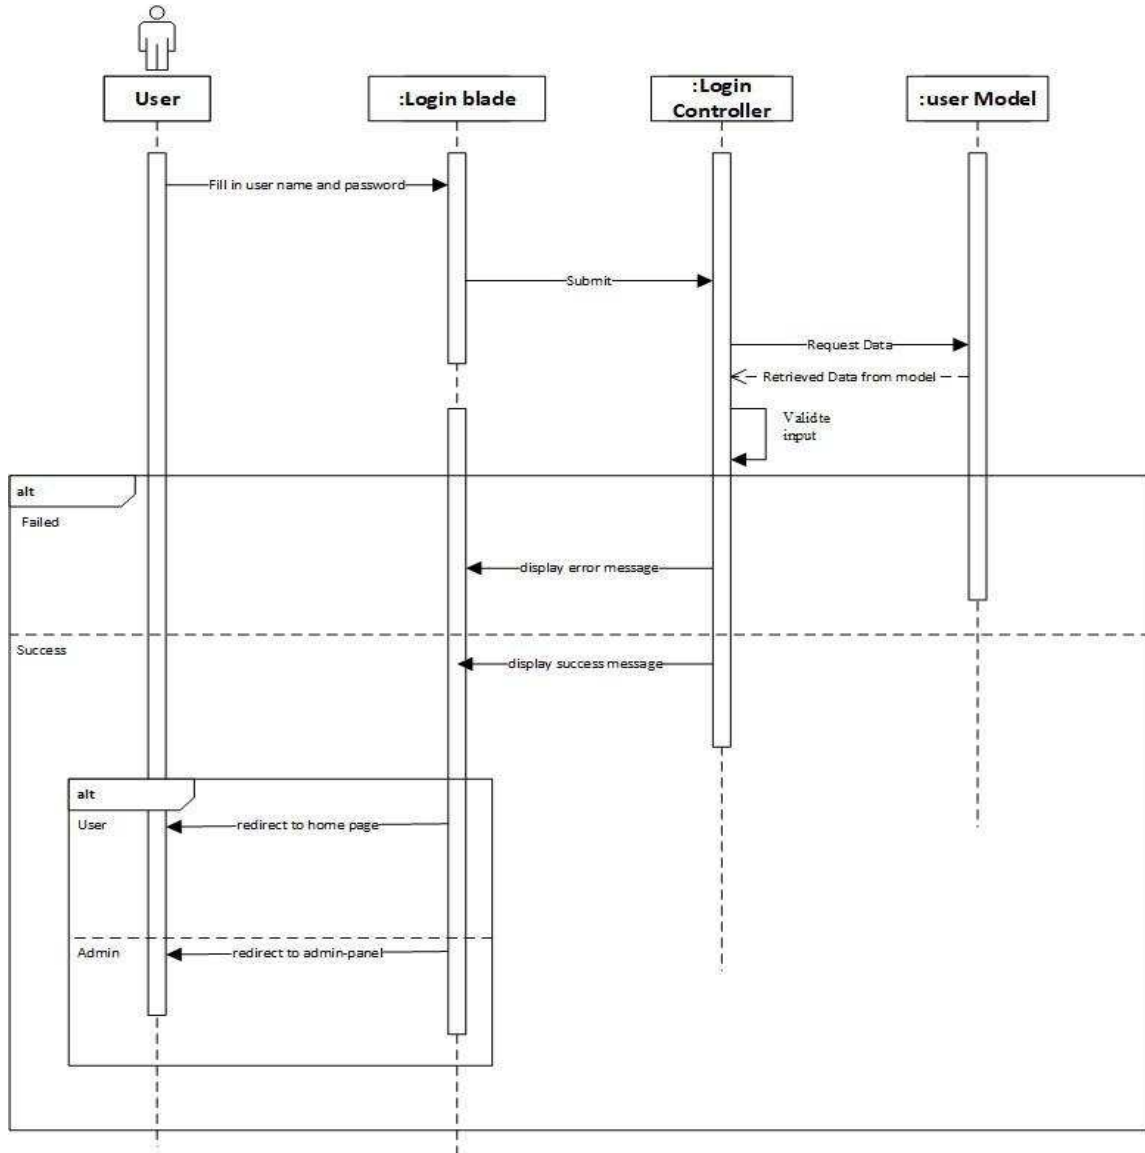 User
:Login blade
:Login
Controller
:user Model
Fill in user name and password
Submit
Request Data
Retrieved Data from model
Validte
input
alt
Failed
display error message
Success
display success message
alt
User
redirect to home page
Admin
redirect to admin-panel